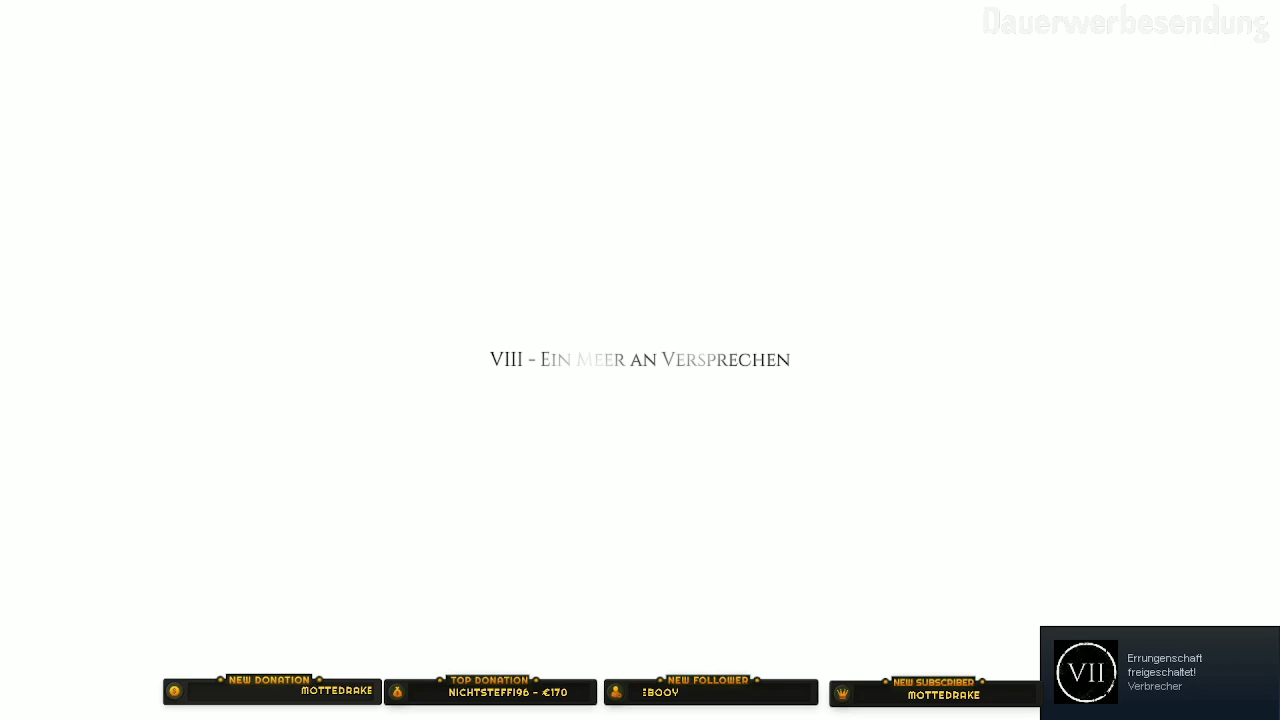 Dauerwerbesendung
VIII - Ein Meer an Versprechen
NEW DONATION
MOTTEDRAKE
TOP DONATION
NICHTSTEFFI96 - €170
NEW FOLLOWER
NEW SUBSCRIBER
MOTTEDRAKE
VII
Errungenschaft
freigeschaltet!
Verbrecher